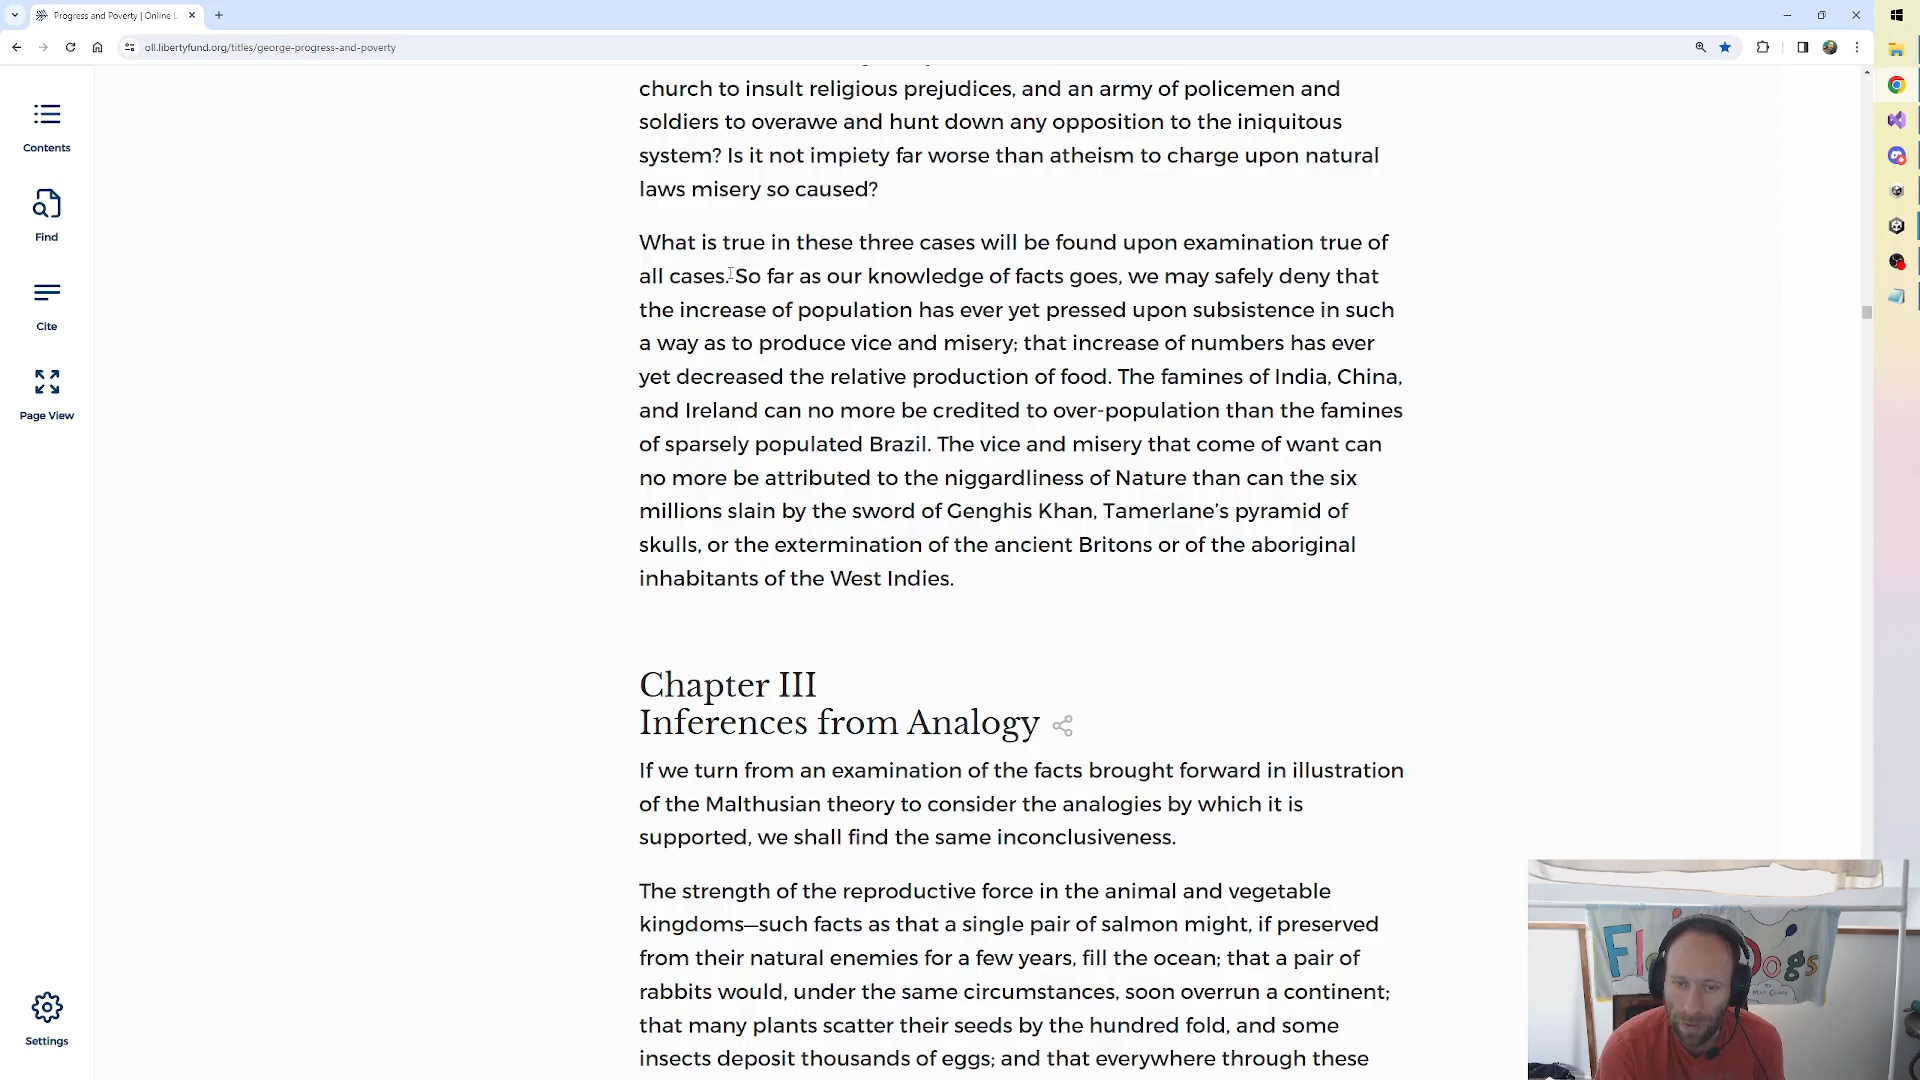 Progress and Poverty | Online L
oll.libertyfund.org/titles/george-progress-and-poverty
Contents
Find
Cite
Page View
Settings
church to insult religious prejudices, and an army of policemen and
soldiers to overawe and hunt down any opposition to the iniquitous
system? Is it not impiety far worse than atheism to charge upon natural
laws misery so caused?
What is true in these three cases will be found upon examination true of
all cases. So far as our knowledge of facts goes, we may safely deny that
the increase of population has ever yet pressed upon subsistence in such
a way as to produce vice and misery; that increase of numbers has ever
yet decreased the relative production of food. The famines of India, China,
and Ireland can no more be credited to over-population than the famines
of sparsely populated Brazil. The vice and misery that come of want can
no more be attributed to the niggardliness of Nature than can the six
millions slain by the sword of Genghis Khan, Tamerlane’s pyramid of
skulls, or the extermination of the ancient Britons or of the aboriginal
inhabitants of the West Indies.
Chapter III
Inferences from Analogy
If we turn from an examination of the facts brought forward in illustration
of the Malthusian theory to consider the analogies by which it is
supported, we shall find the same inconclusiveness.
The strength of the reproductive force in the animal and vegetable
kingdoms—such facts as that a single pair of salmon might, if preserved
from their natural enemies for a few years, fill the ocean; that a pair of
rabbits would, under the same circumstances, soon overrun a continent;
that many plants scatter their seeds by the hundred fold, and some
insects deposit thousands of eggs; and that everywhere through these